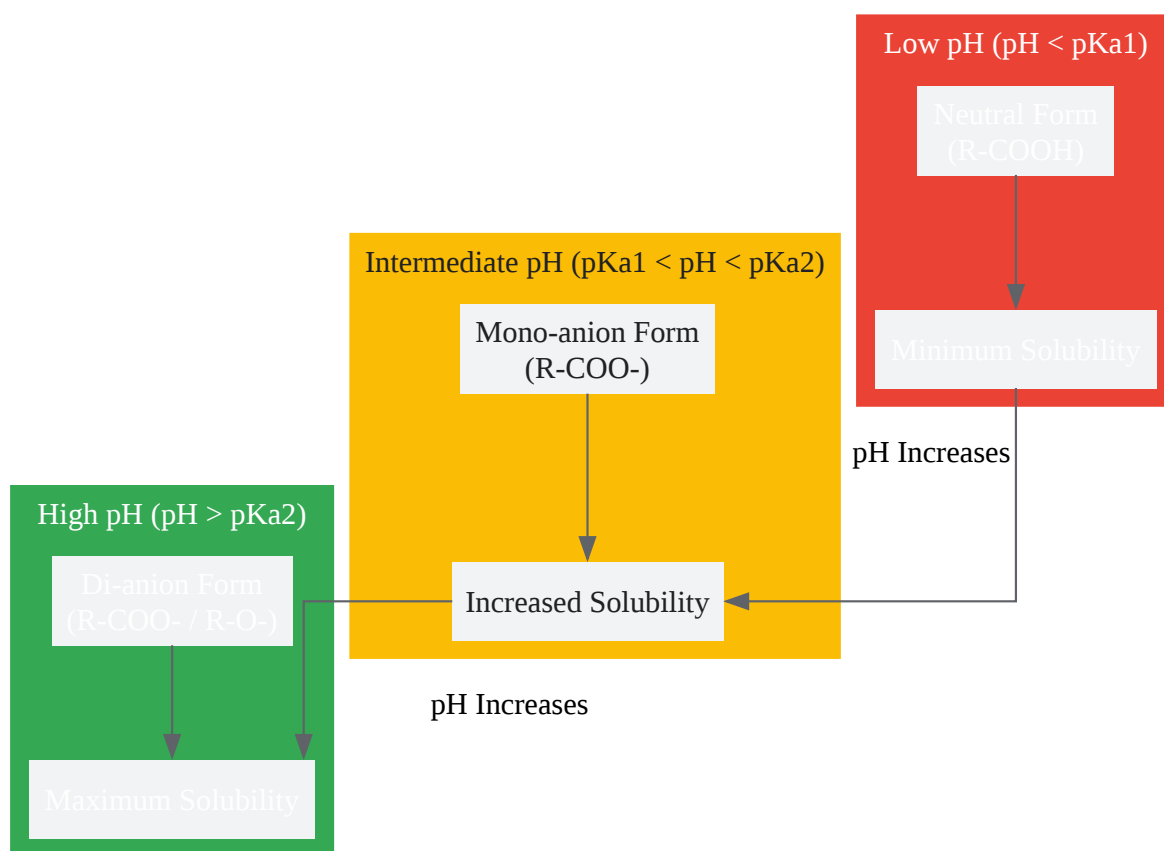 Low pH (pH < pKa1)
Neutral Form
(R-COOH)
Minimum Solubility
pH Increases
Intermediate pH (pKa1 < pH < pKa2)
Mono-anion Form
(R-COO-)
Increased Solubility
pH Increases
High pH (pH > pKa2)
Di-anion Form
(R-COO- / R-O-)
Maximum Solubility